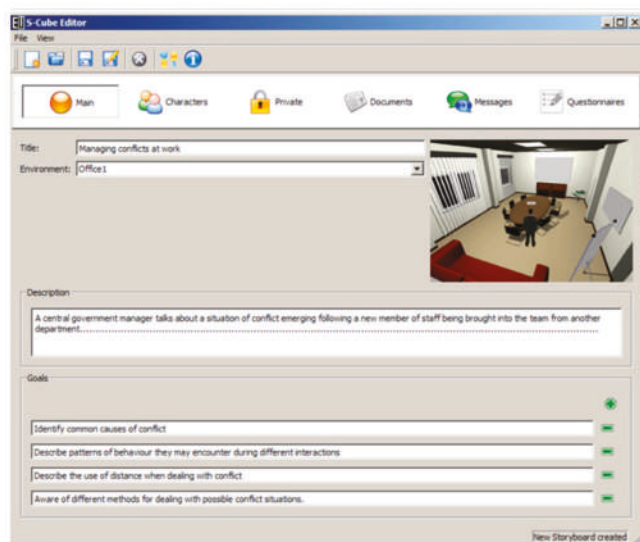 S-Cube Editor
File View
Main Characters Private Documents Messages Questionnaires
Title: Managing conflicts at work
Environment: Office1
Description
A central government manager talks about a situation of conflict emerging following a new member of staff being brought into the team from another
department..........................................................................................................................................................
Goals
Identify common causes of conflict
Describe patterns of behaviour they may encounter during different interactions
Describe the use of distance when dealing with conflict
Aware of different methods for dealing with possible conflict situations.
New Storyboard created